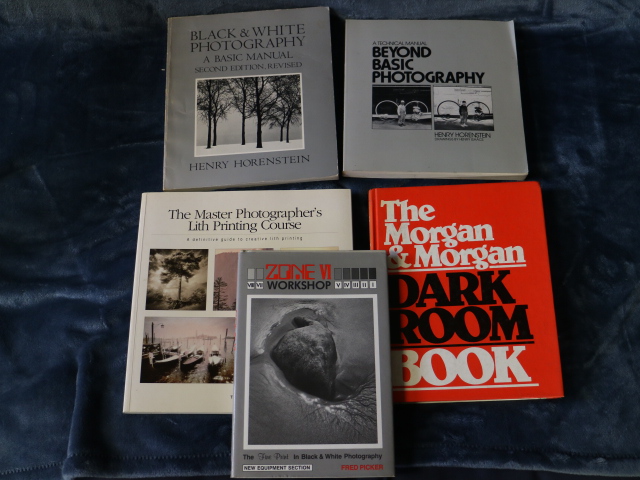 BLACK & WHITE
PHOTOGRAPHY
A BASIC MANUAL
SECOND EDITION, REVISED
HENRY HORENSTEIN
A TECHNICAL MANUAL
BEYOND
BASIC
PHOTOGRAPHY
HENRY HORENSTEIN
The Master Photographer's
Lith Printing Course
A definitive guide to creative lith printing
The
Morgan
& Morgan
DARK
ROOM
BOOK
ZONE VI
WORKSHOP
The Fine Print in Black & White Photography
NEW EQUIPMENT SECTION
FRED PICKER